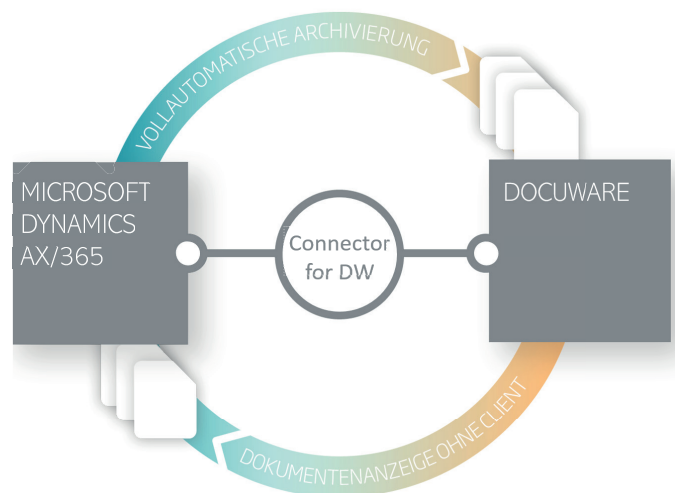 VOLLAUTOMATISCHE ARCHIVIERUNG
MICROSOFT
DYNAMICS
AX/365
Connector
for DW
DOCUWARE
DOKUMENTENANZEIGE OHNE CLIENT